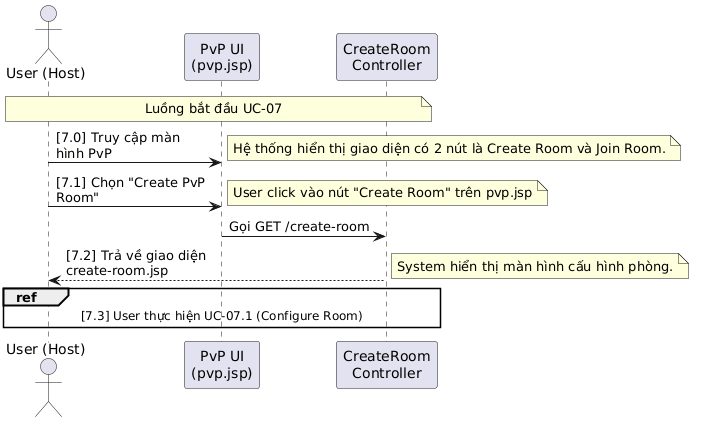 User (Host)
PvP UI
(pvp.jsp)
CreateRoom
Controller
Luồng bắt đầu UC-07
[7.0] Truy cập màn
hình PvP
Hệ thống hiển thị giao diện có 2 nút là Create Room và Join Room.
[7.1] Chọn "Create PvP
Room"
User click vào nút "Create Room" trên pvp.jsp
Gọi GET /create-room
[7.2] Trả về giao diện
create-room.jsp
System hiển thị màn hình cấu hình phòng.
ref
[7.3] User thực hiện UC-07.1 (Configure Room)
User (Host)
PvP UI
(pvp.jsp)
CreateRoom
Controller